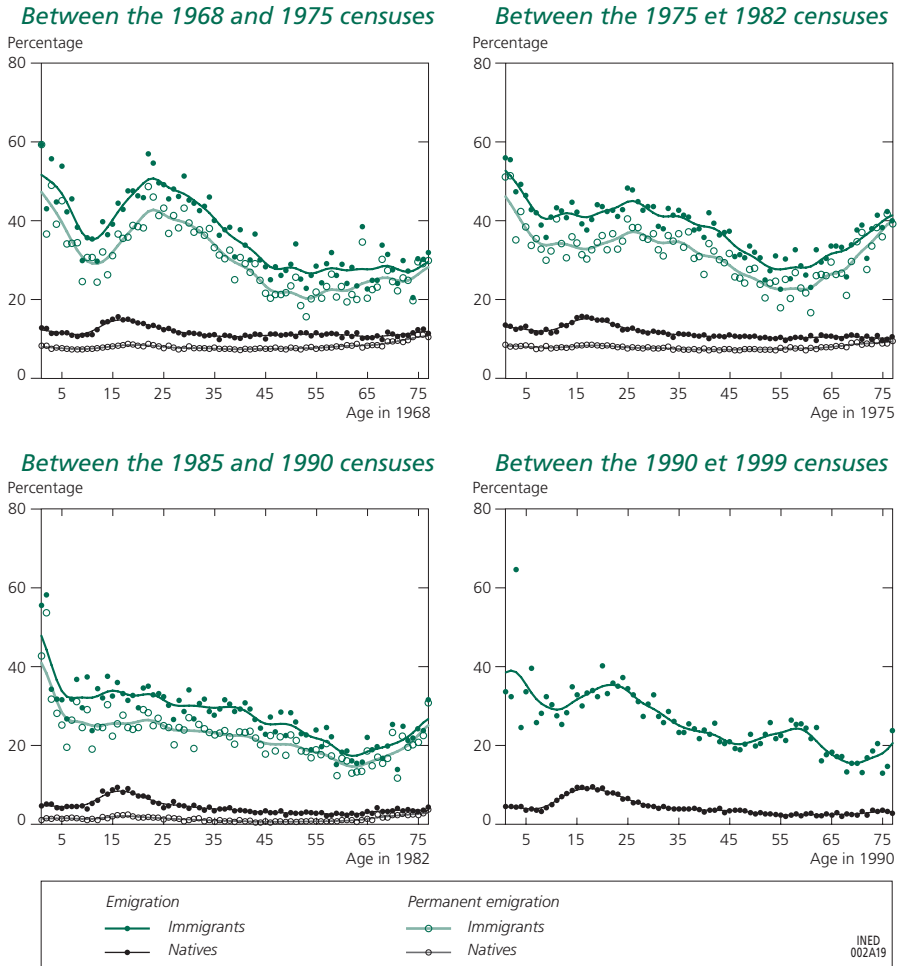 Between the 1968 and 1975 censuses
Percentage
80
60
40
20
0
5 15 25 35 45 55 65 75
Age in 1968
Between the 1975 et 1982 censuses
Percentage
80
60
40
20
0
5 15 25 35 45 55 65 75
Age in 1975
Between the 1985 and 1990 censuses
Percentage
80
60
40
20
0
5 15 25 35 45 55 65 75
Age in 1982
Between the 1990 et 1999 censuses
Percentage
80
60
40
20
0
5 15 25 35 45 55 65 75
Age in 1990
Emigration
Immigrants
Natives
Permanent emigration
Immigrants
Natives
INED
002A19